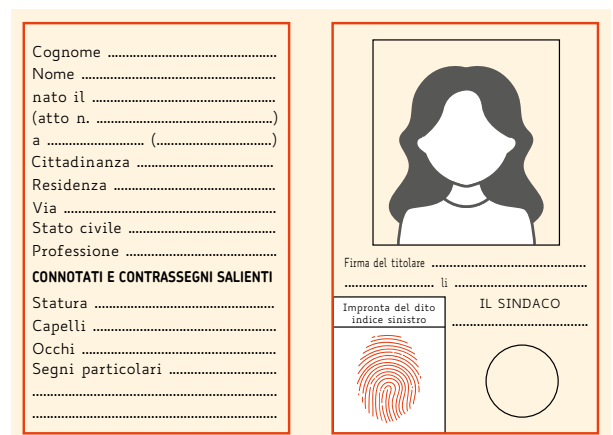 Cognome ......................................
Nome ...........................................
nato il .........................................
(atto n. .......................................)
a ...................... (..........................)
Cittadinanza ...............................
Residenza ....................................
Via ...............................................
Stato civile .................................
Professione ..................................
CONNOTATI E CONTRASSEGNI SALIENTI
Statura ........................................
Capelli .........................................
Occhi ...........................................
Segni particolari ........................
.......................................................
.......................................................
Firma del titolare ...................................
.................... li ...............................
Impronta del dito
indice sinistro
IL SINDACO
...............................